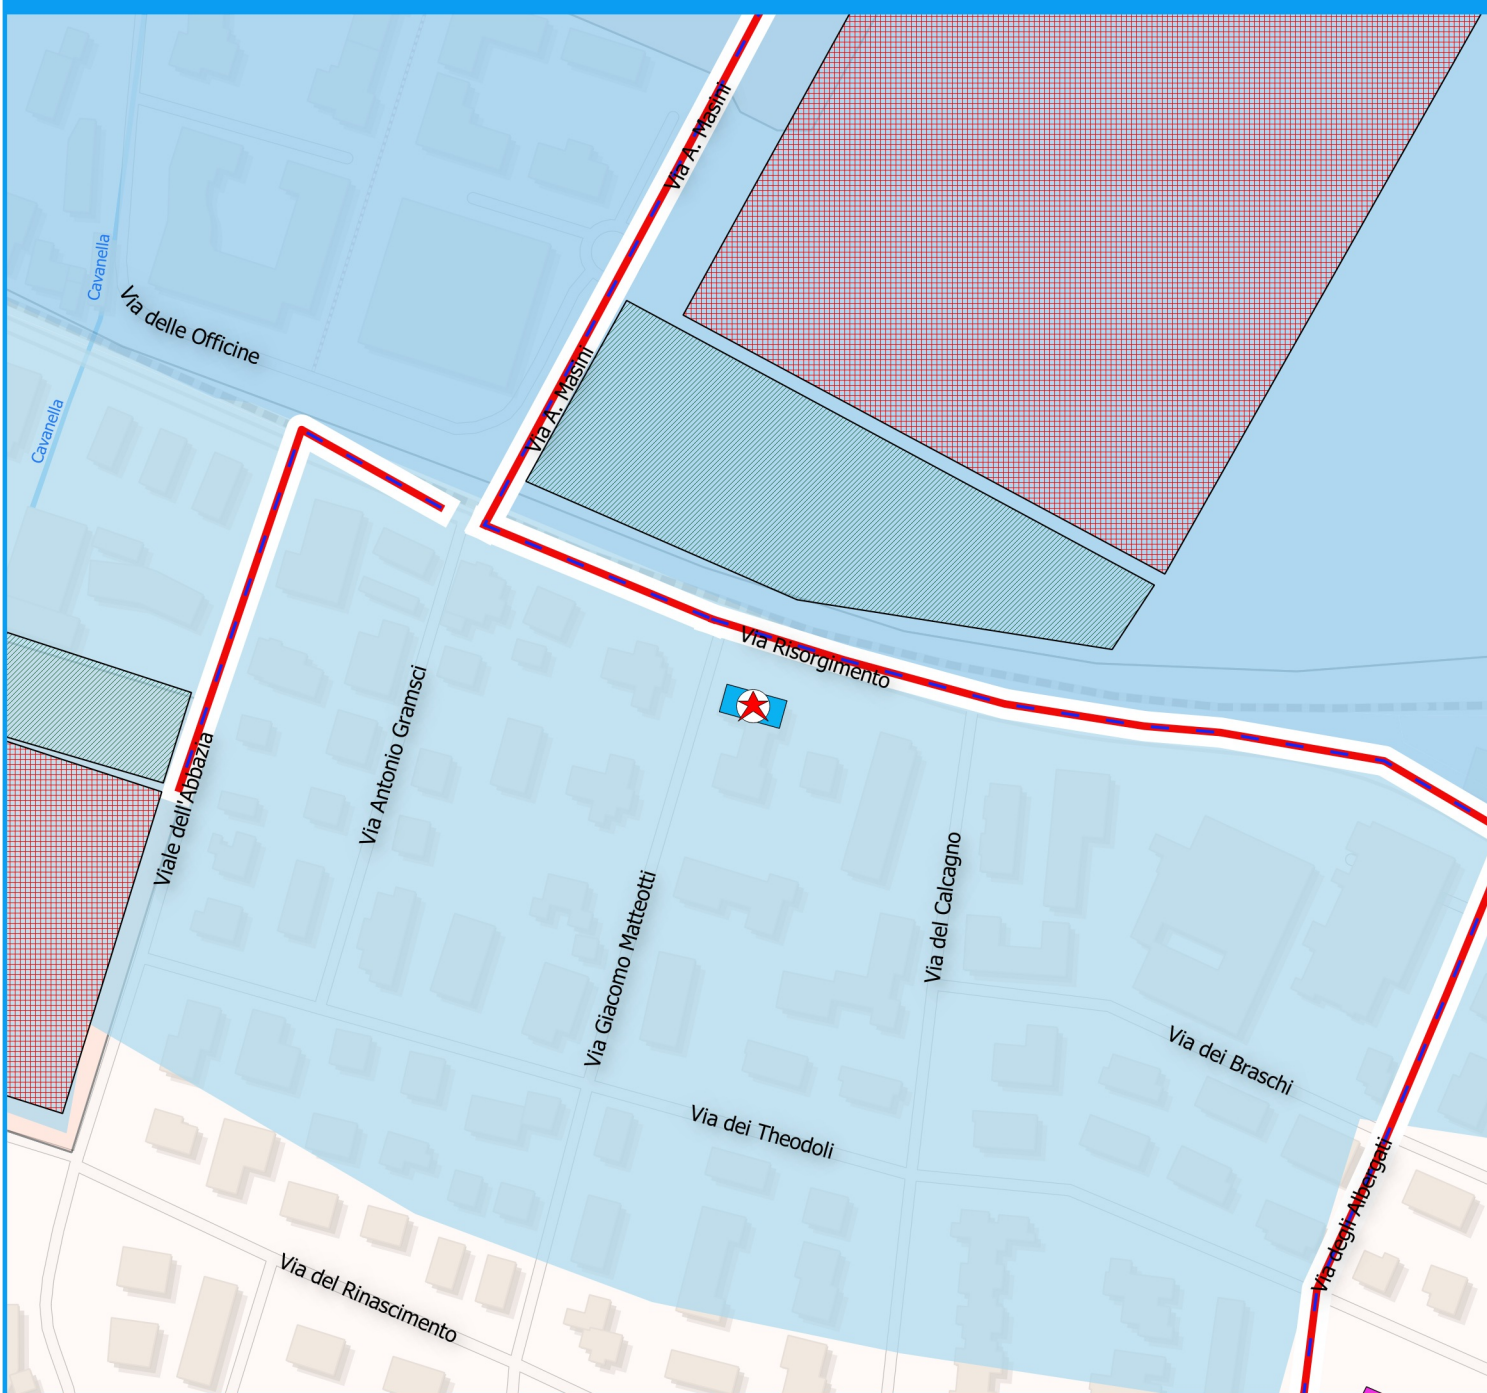 Via A. Masini
Cavanella
Via delle Officine
Via A. Masini
Cavanella
Via Risorgimento
Via Antonio Gramsci
Viale dell'Abbazia
Via Giacomo Matteotti
Via del Calcagno
Via dei Braschi
Via dei Theodoli
Via degli Albergati
Via del Rinascimento